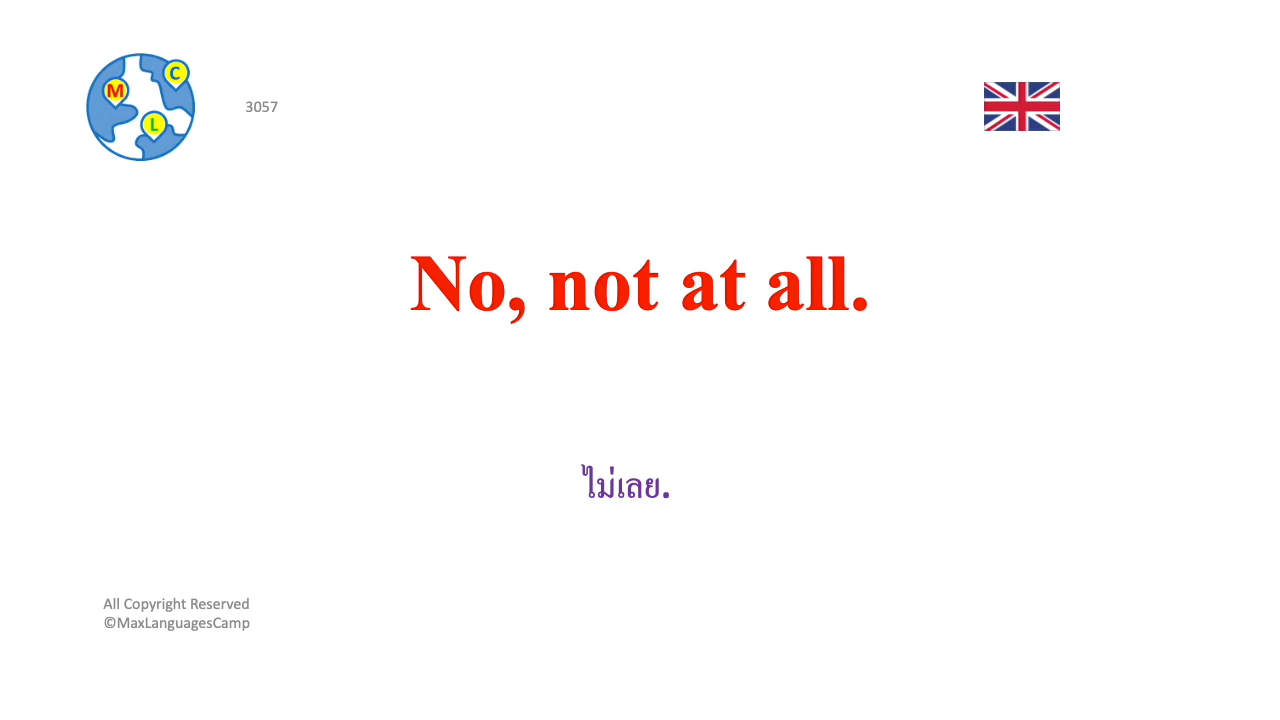 M
C
L
3057
No, not at all.
ไม่เลย.
All Copyright Reserved
©MaxLanguagesCamp